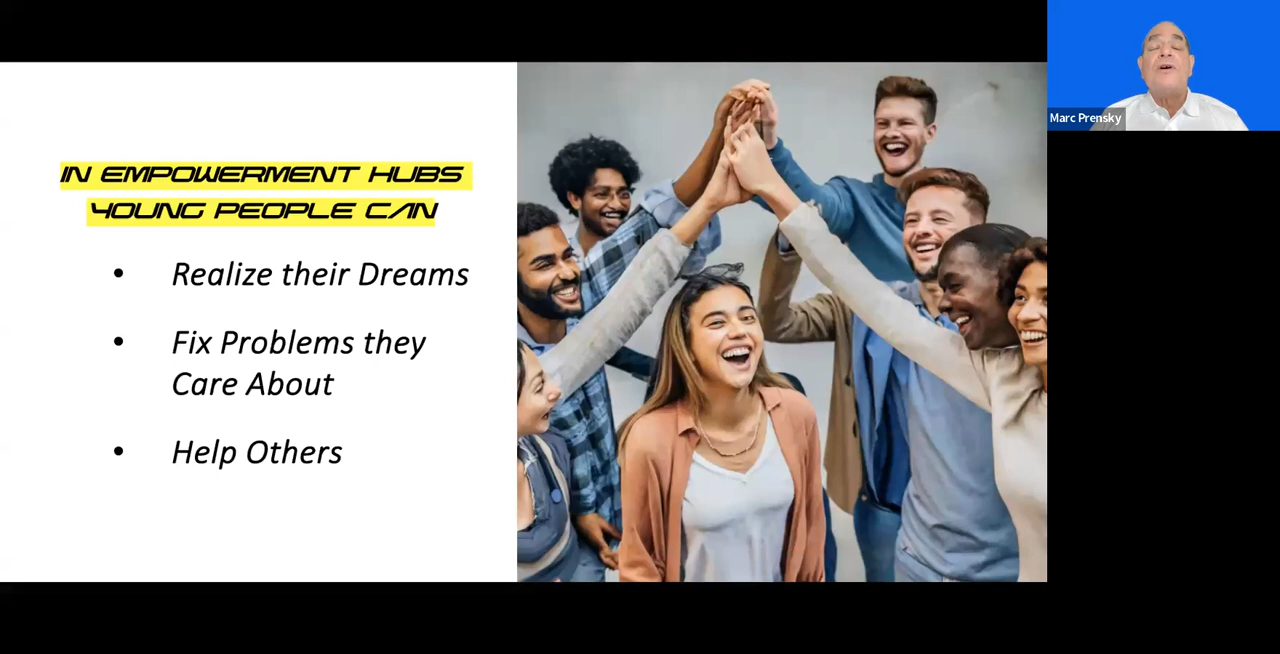 IN EMPOWERMENT HUBS
YOUNG PEOPLE CAN
• Realize their Dreams
• Fix Problems they
Care About
• Help Others
Marc Prensky